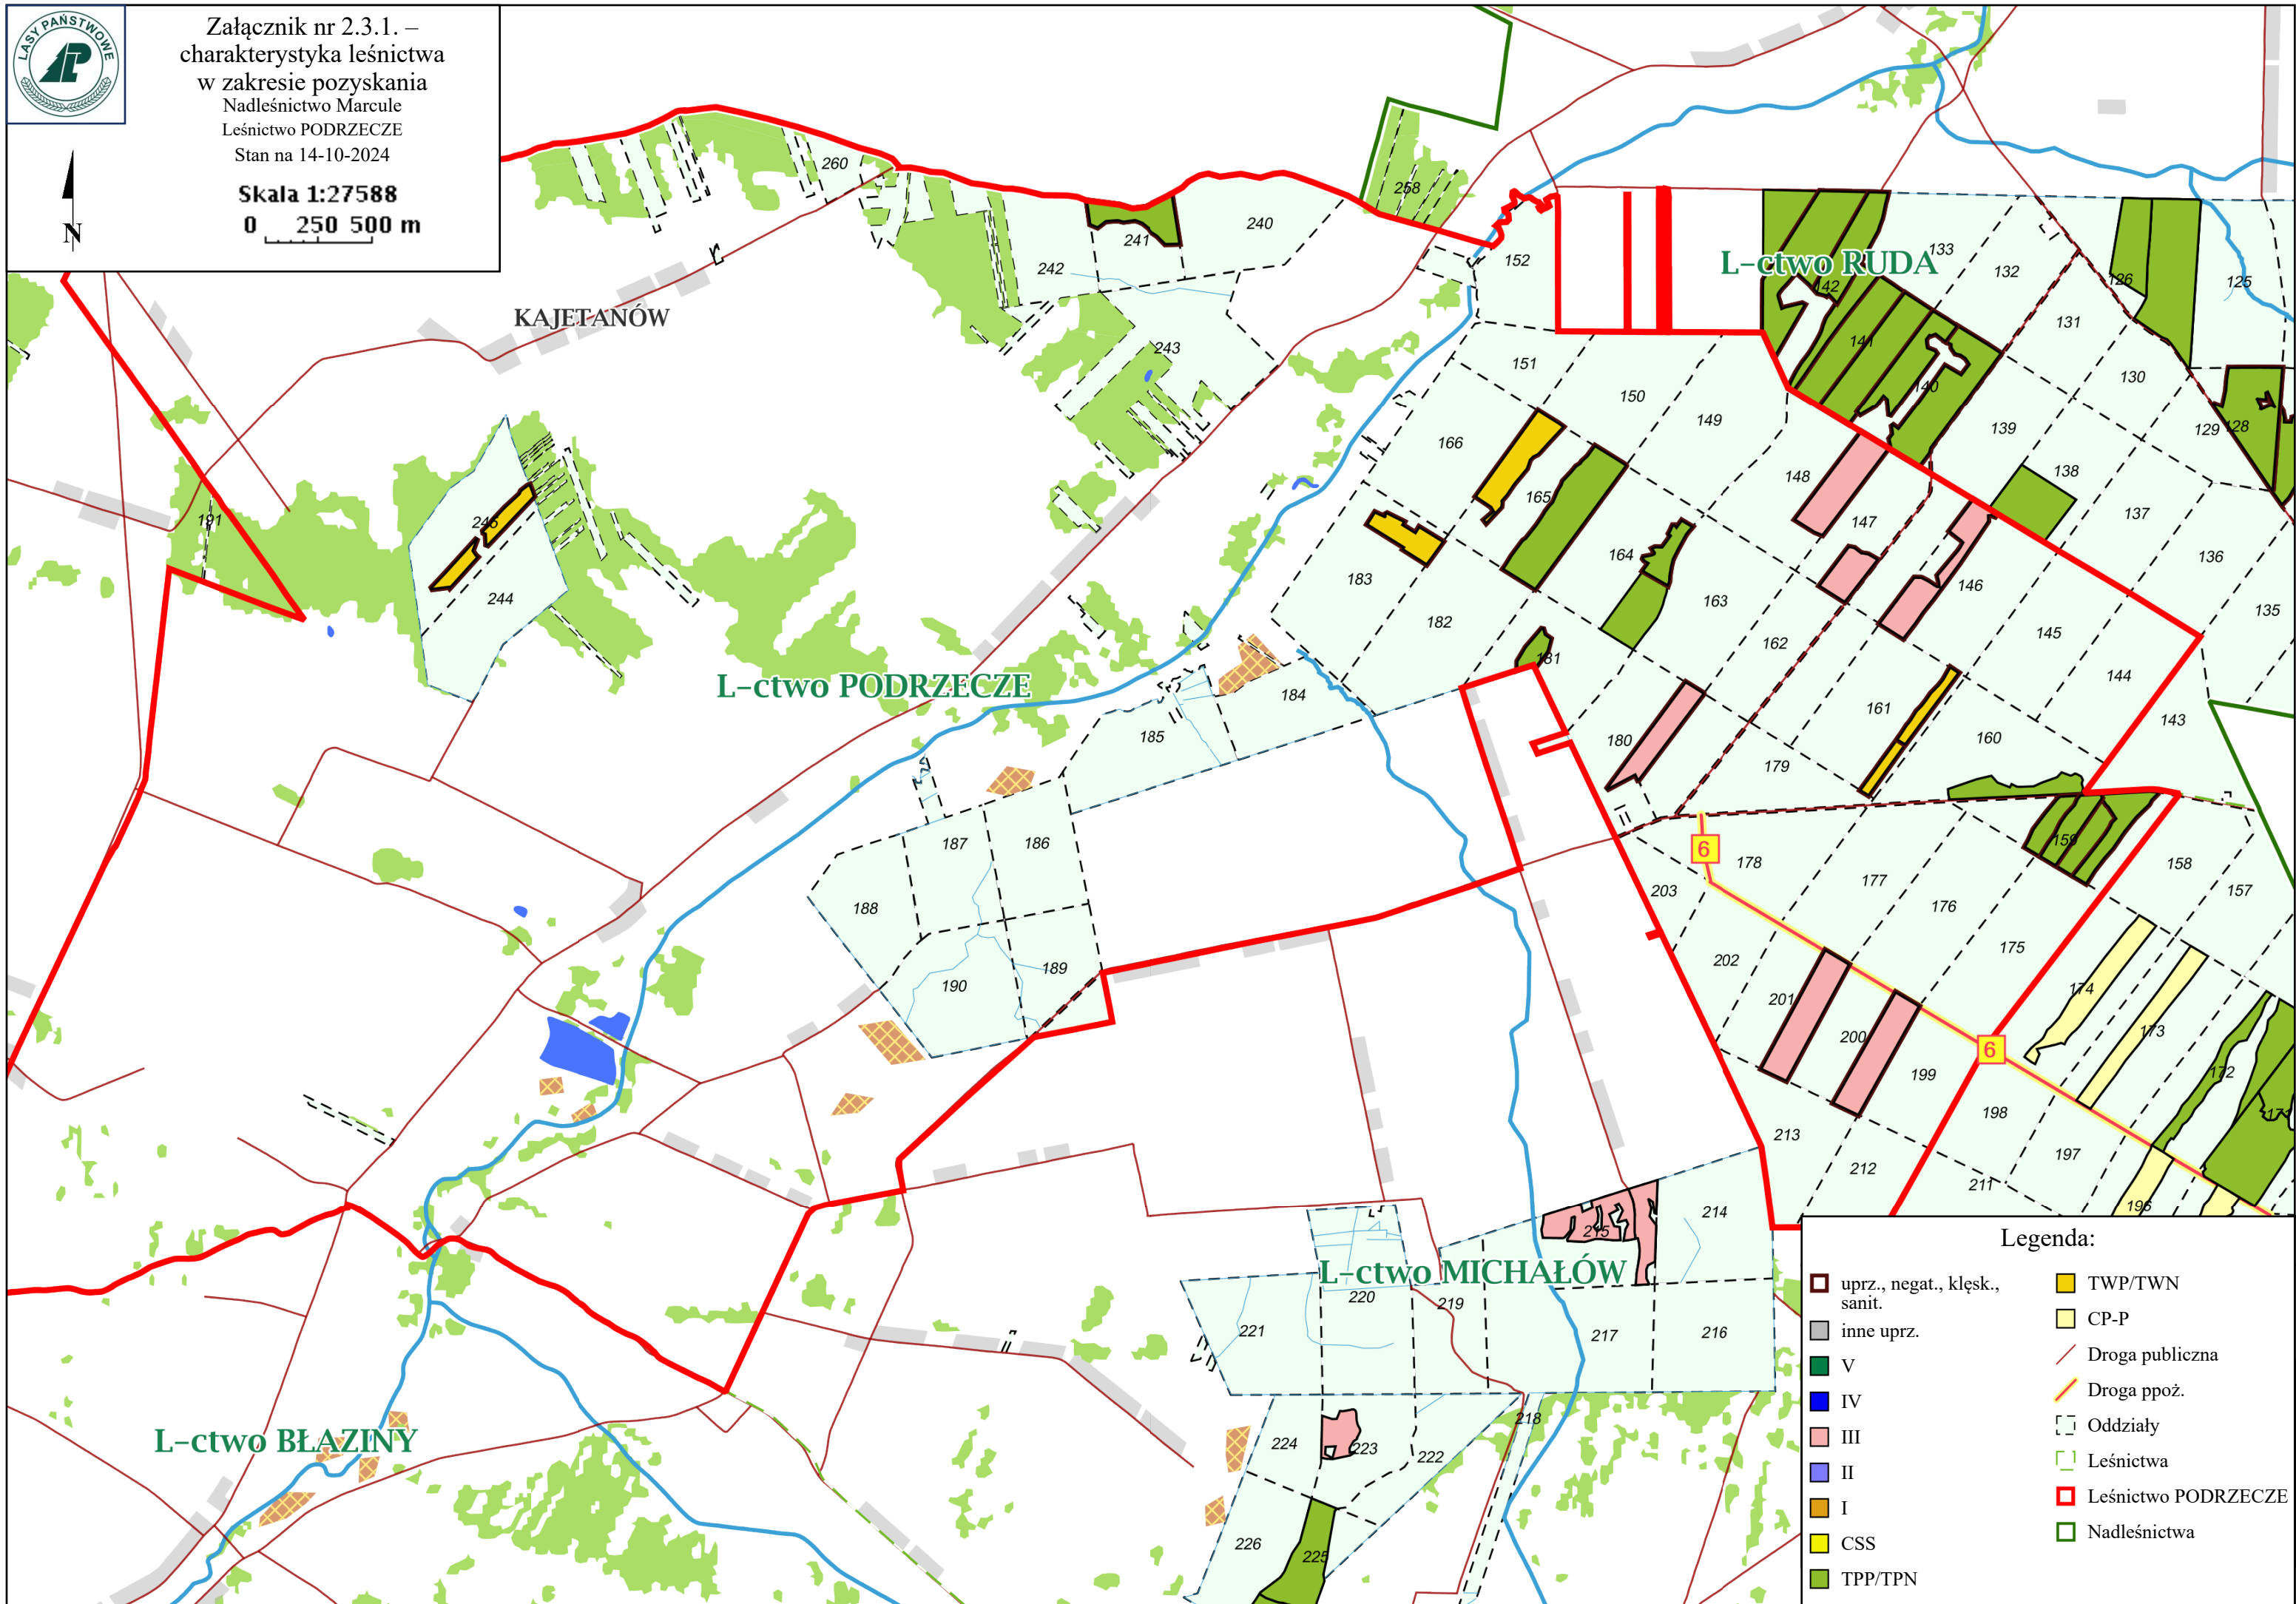 LASY PAŃSTWOWE
Załącznik nr 2.3.1. –
charakterystyka leśnictwa
w zakresie pozyskania
Nadleśnictwo Marcule
Leśnictwo PODRZECZE
Stan na 14-10-2024
Skala 1:27588
0 250 500 m
N
r
KAJETANÓW
L-ctwo RUDA
L-ctwo PODRZECZE
L-ctwo MICHAŁÓW
L-ctwo BŁAZINY
260
258
241
240
242
243
152
133
132
142
126
125
131
151
141
130
150
140
149
166
139
129
128
138
148
165
191
245
147
137
164
136
183
146
244
163
135
182
145
162
181
144
184
161
143
185
160
180
179
159
187
186
178
158
177
203
157
188
176
175
202
189
190
174
201
173
200
199
172
171
198
213
197
212
211
196
214
215
220
219
221
217
216
218
224
223
222
226
225
6
6
Legenda:
uprz., negat., klęsk.,
sanit.
inne uprz.
V
IV
III
II
I
CSS
TPP/TPN
TWP/TWN
CP-P
Droga publiczna
Droga ppoż.
Oddziały
Leśnictwa
Leśnictwo PODRZECZE
Nadleśnictwa